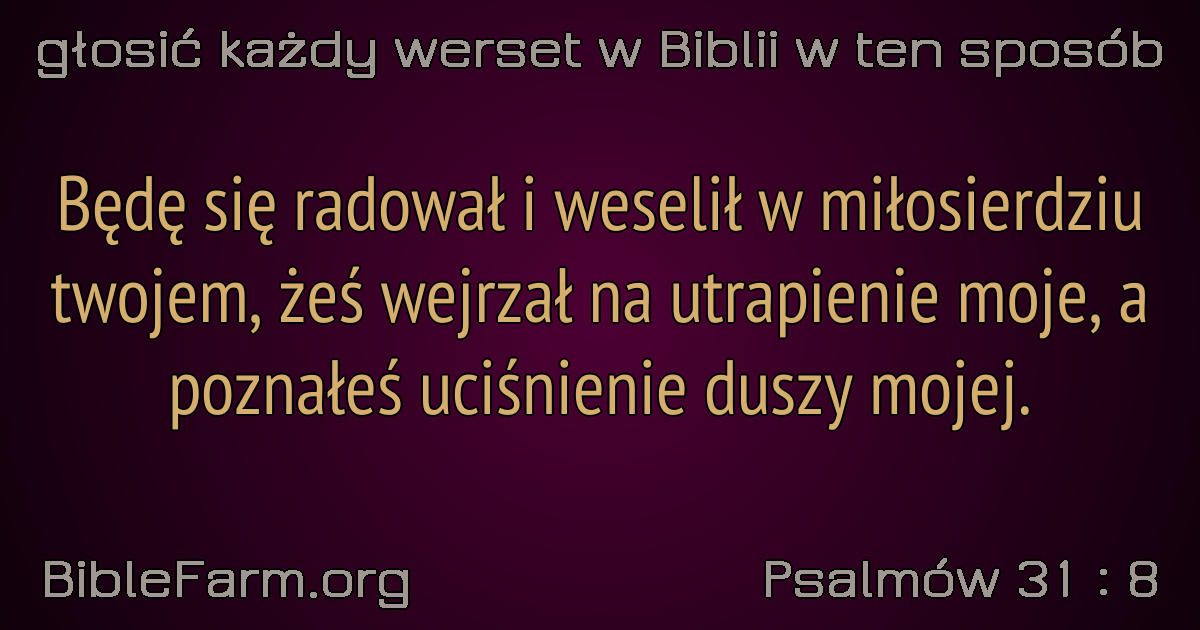 głosić każdy werset w Biblii w ten sposób
Będę się radował i weselił w miłosierdziu
twojem, żeś wejrzał na utrapienie moje, a
poznałeś uciśnienie duszy mojej.
BibleFarm.org
Psalmów 31 : 8